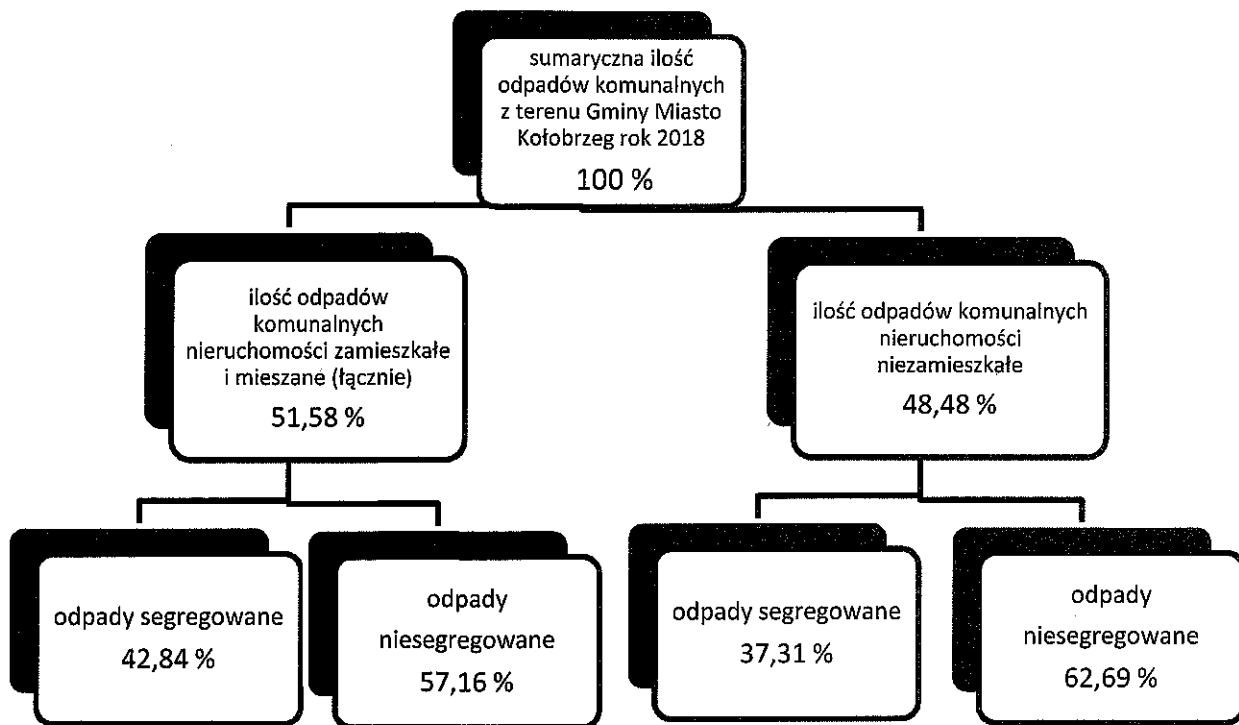 sumaryczna ilość
odpadów komunalnych
z terenu Gminy Miasto
Kołobrzeg rok 2018
100 %
ilość odpadów
komunalnych
nieruchomości zamieszkałe
i mieszane (łącznie)
51,58 %
ilość odpadów komunalnych
nieruchomości
niezamieszkałe
48,48 %
odpady segregowane
42,84 %
odpady
niesegregowane
57,16 %
odpady segregowane
37,31 %
odpady
niesegregowane
62,69 %